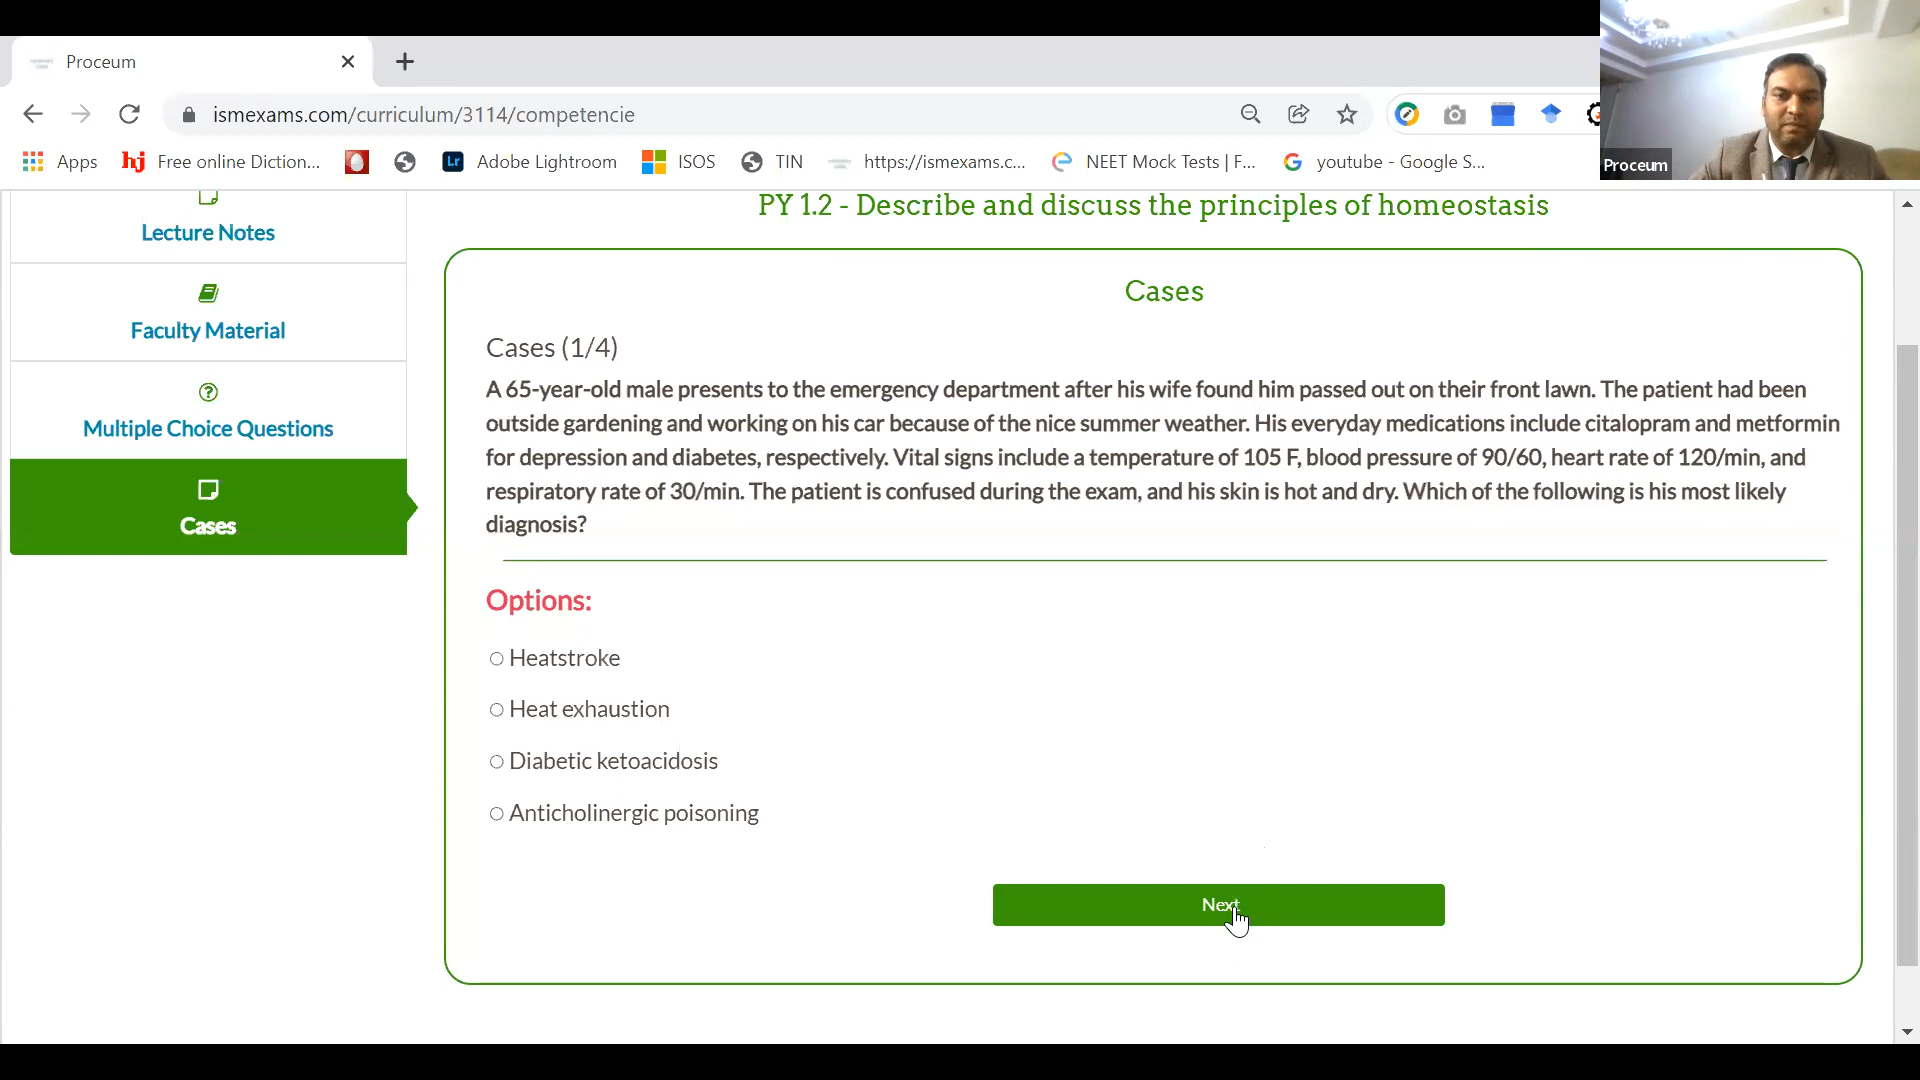 Proceum
ismexams.com/curriculum/3114/competencie
Apps
hj Free online Diction...
Lr Adobe Lightroom
ISOS
TIN
https://ismexams.c...
NEET Mock Tests | F...
G youtube - Google S...
Proceum
Lecture Notes
Faculty Material
Multiple Choice Questions
Cases
PY 1.2 - Describe and discuss the principles of homeostasis
Cases
Cases (1/4)
A 65-year-old male presents to the emergency department after his wife found him passed out on their front lawn. The patient had been
outside gardening and working on his car because of the nice summer weather. His everyday medications include citalopram and metformin
for depression and diabetes, respectively. Vital signs include a temperature of 105 F, blood pressure of 90/60, heart rate of 120/min, and
respiratory rate of 30/min. The patient is confused during the exam, and his skin is hot and dry. Which of the following is his most likely
diagnosis?
Options:
Heatstroke
Heat exhaustion
Diabetic ketoacidosis
Anticholinergic poisoning
Next